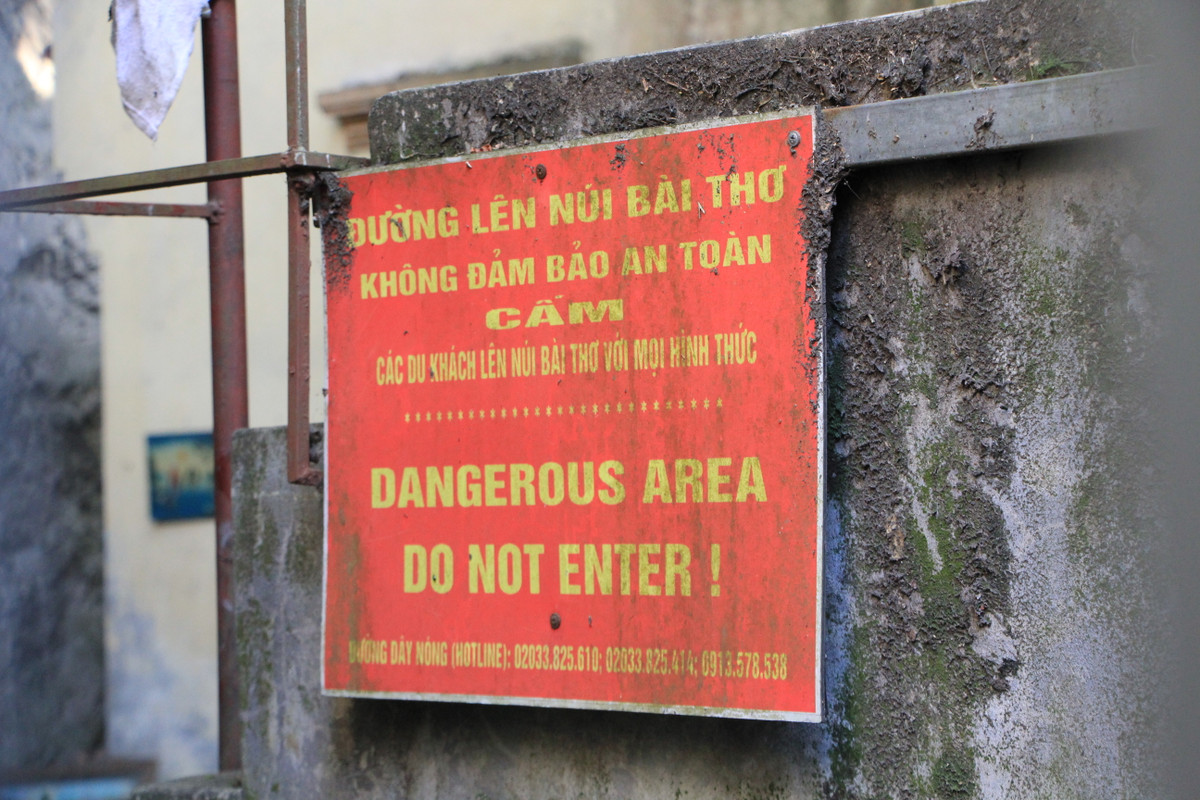 ĐƯỜNG LÊN NÚI BÀI THƠ
KHÔNG ĐẢM BẢO AN TOÀN
CẤM
CÁC DU KHÁCH LÊN NÚI BÀI THƠ VỚI MỌI HÌNH THỨC
****************************
DANGEROUS AREA
DO NOT ENTER !
ĐƯỜNG DÂY NÓNG (HOTLINE): 02033.825.610; 02033.825.414; 0913.578.538